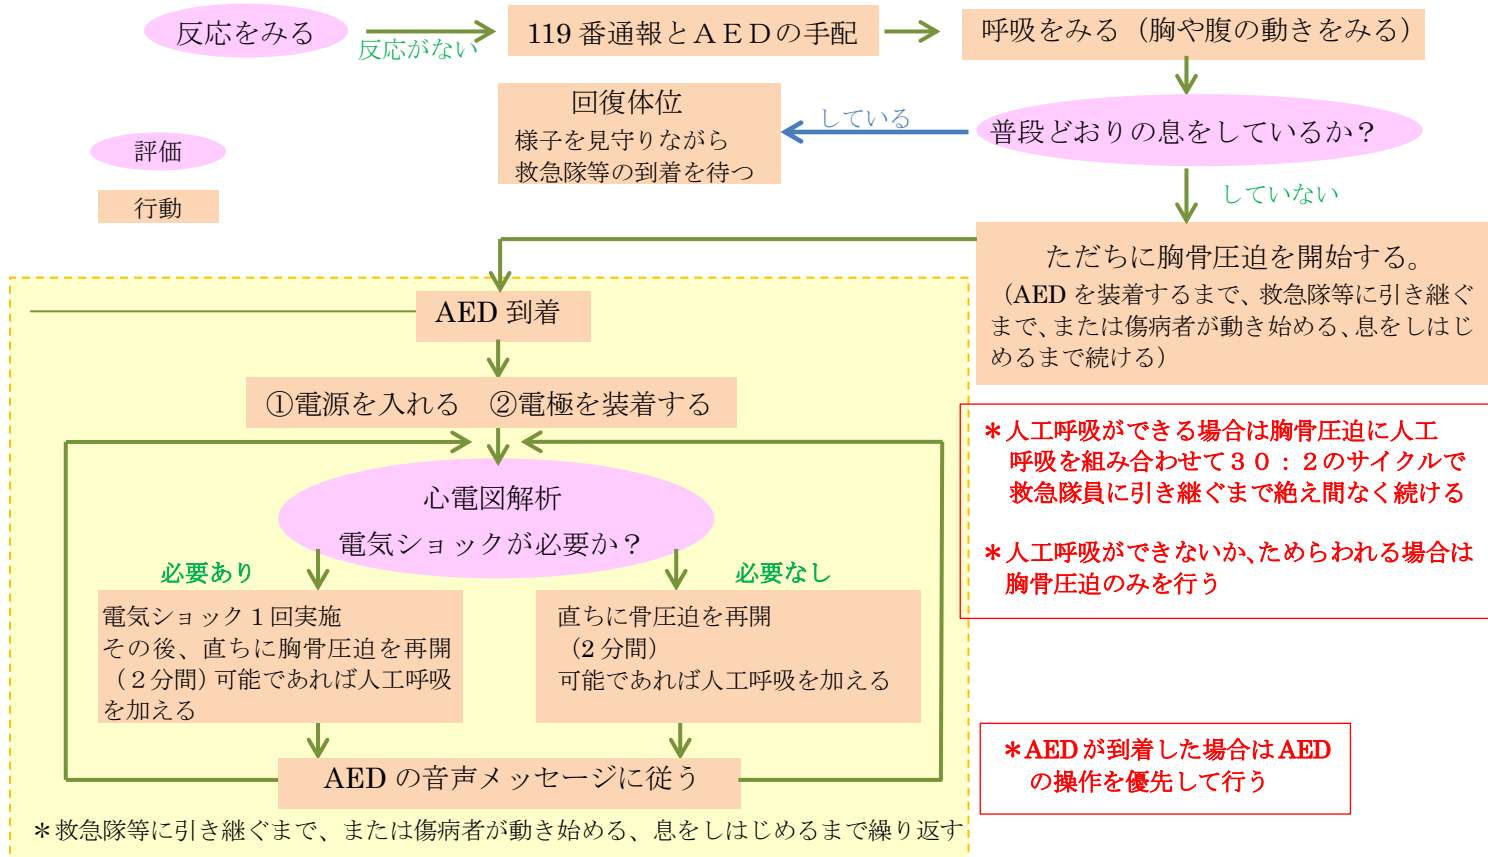 反応をみる
反応がない
119 番通報とＡＥＤの手配
呼吸をみる（胸や腹の動きをみる）
普段どおりの息をしているか？
している
回復体位
様子を見守りながら
救急隊等の到着を待つ
評価
行動
していない
ただちに胸骨圧迫を開始する。
（AED を装着するまで、救急隊等に引き継ぐ
まで、または傷病者が動き始める、息をしはじ
めるまで続ける）
AED 到着
①電源を入れる　②電極を装着する
心電図解析
電気ショックが必要か？
必要あり
必要なし
電気ショック１回実施
その後、直ちに胸骨圧迫を再開
（２分間）可能であれば人工呼吸
を加える
直ちに骨圧迫を再開
（2 分間）
可能であれば人工呼吸を加える
AED の音声メッセージに従う
＊救急隊等に引き継ぐまで、または傷病者が動き始める、息をしはじめるまで繰り返す
＊人工呼吸ができる場合は胸骨圧迫に人工
呼吸を組み合わせて３０：２のサイクルで
救急隊員に引き継ぐまで絶え間なく続ける
＊人工呼吸ができないか、ためらわれる場合は
胸骨圧迫のみを行う
＊AED が到着した場合は AED
の操作を優先して行う